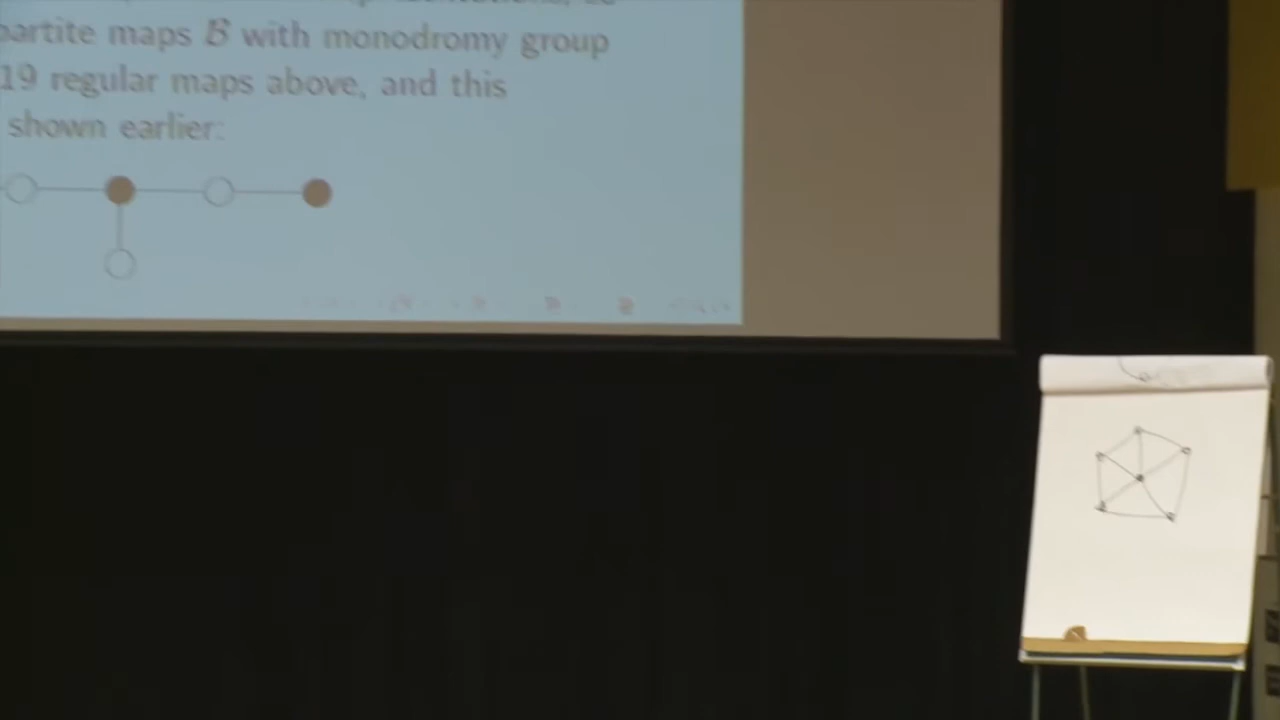 partite maps B with monodromy group
19 regular maps above, and this
shown earlier: